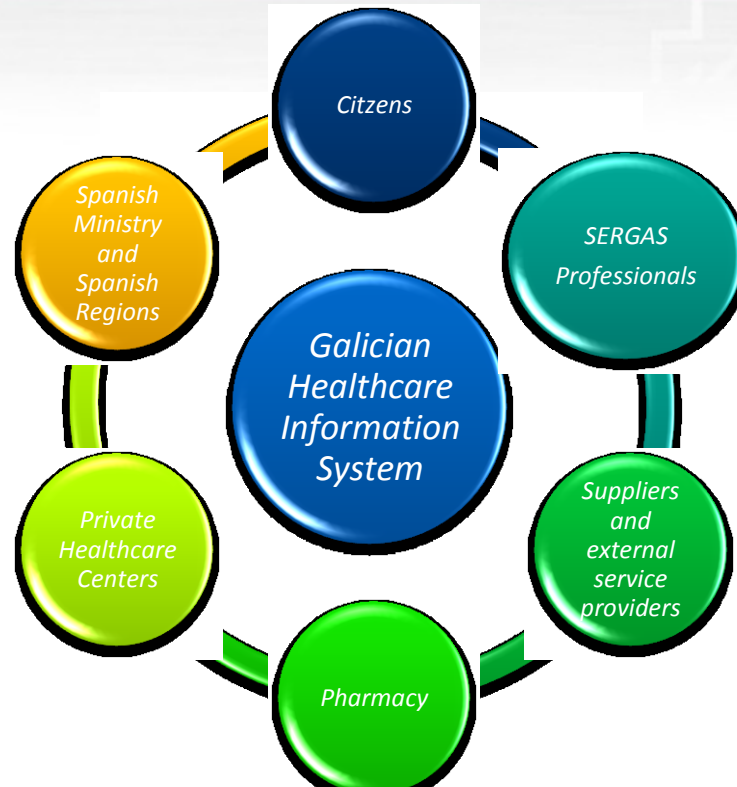 Citzens
Spanish
Ministry
and
Spanish
Regions
SERGAS
Professionals
Galician
Healthcare
Information
System
Private
Healthcare
Centers
Suppliers
and
external
service
providers
Pharmacy